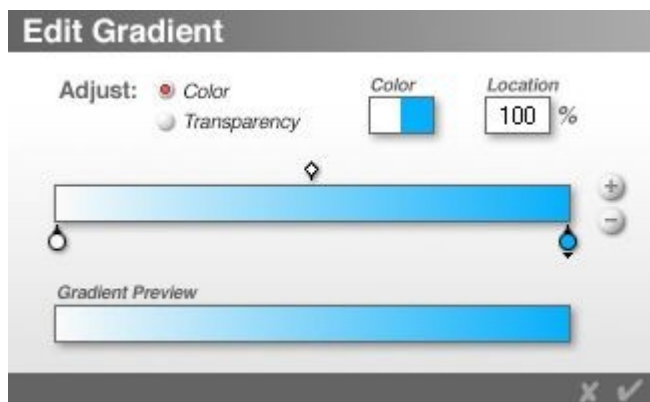 Edit Gradient
Adjust:
Color
Transparency
Color
Location
100 %
Gradient Preview